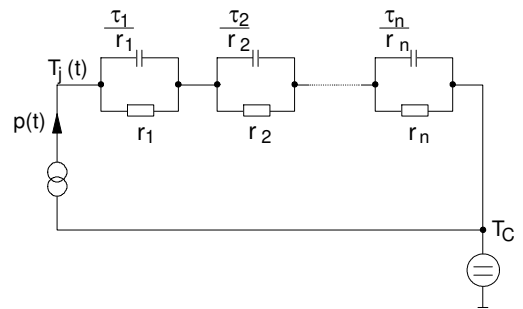 τ1
r1
τ2
r2
τn
rn
Tj (t)
r1
r2
rn
p(t)
TC